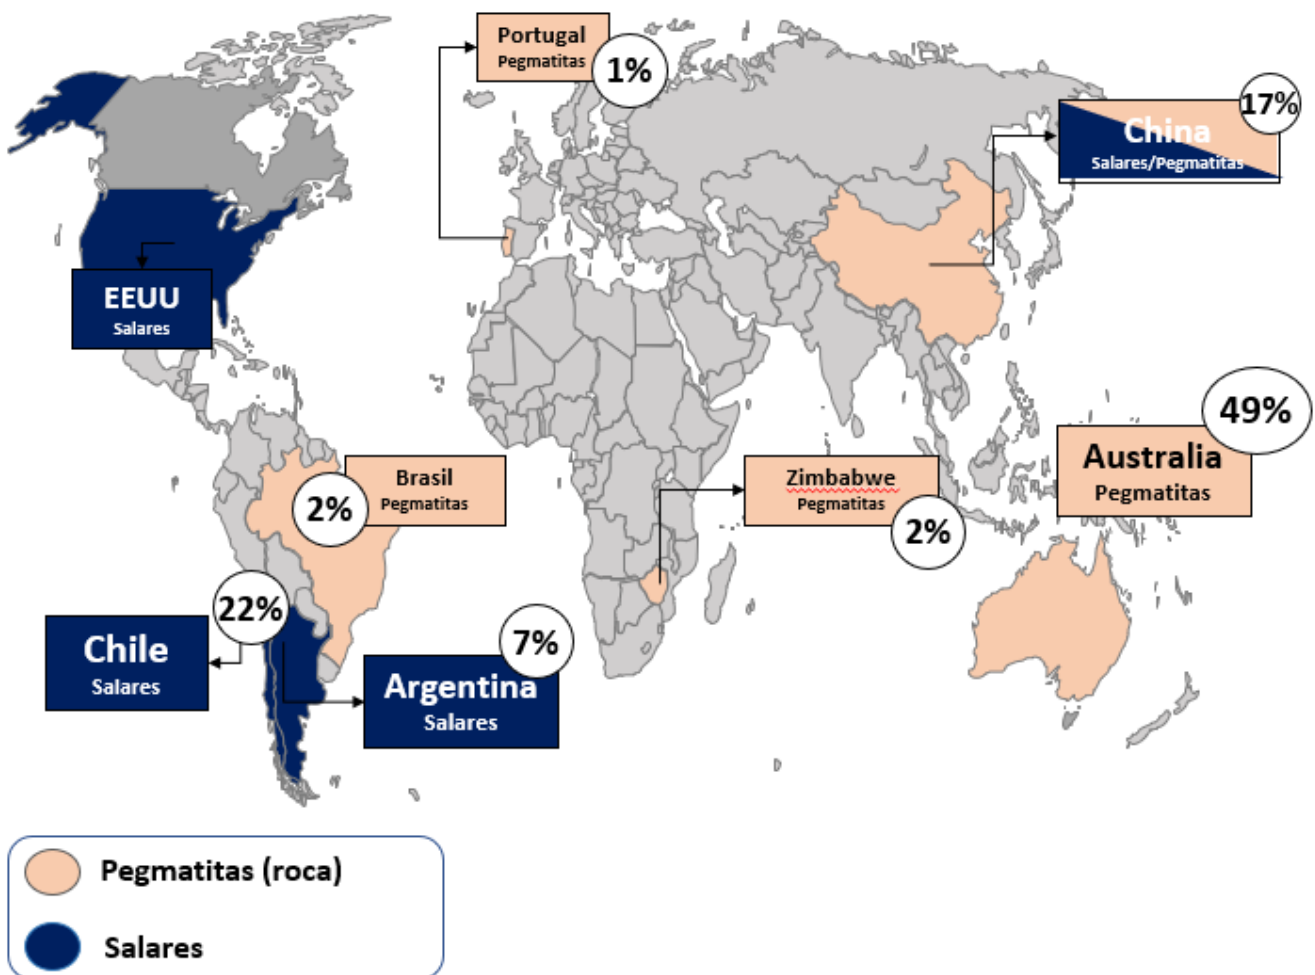 Portugal
Pegmatitas
1%
17%
China
Salares/Pegmatitas
EEUU
Salares
49%
Australia
Pegmatitas
Brasil
Pegmatitas
2%
Zimbabwe
Pegmatitas
2%
22%
Chile
Salares
7%
Argentina
Salares
Pegmatitas (roca)
Salares